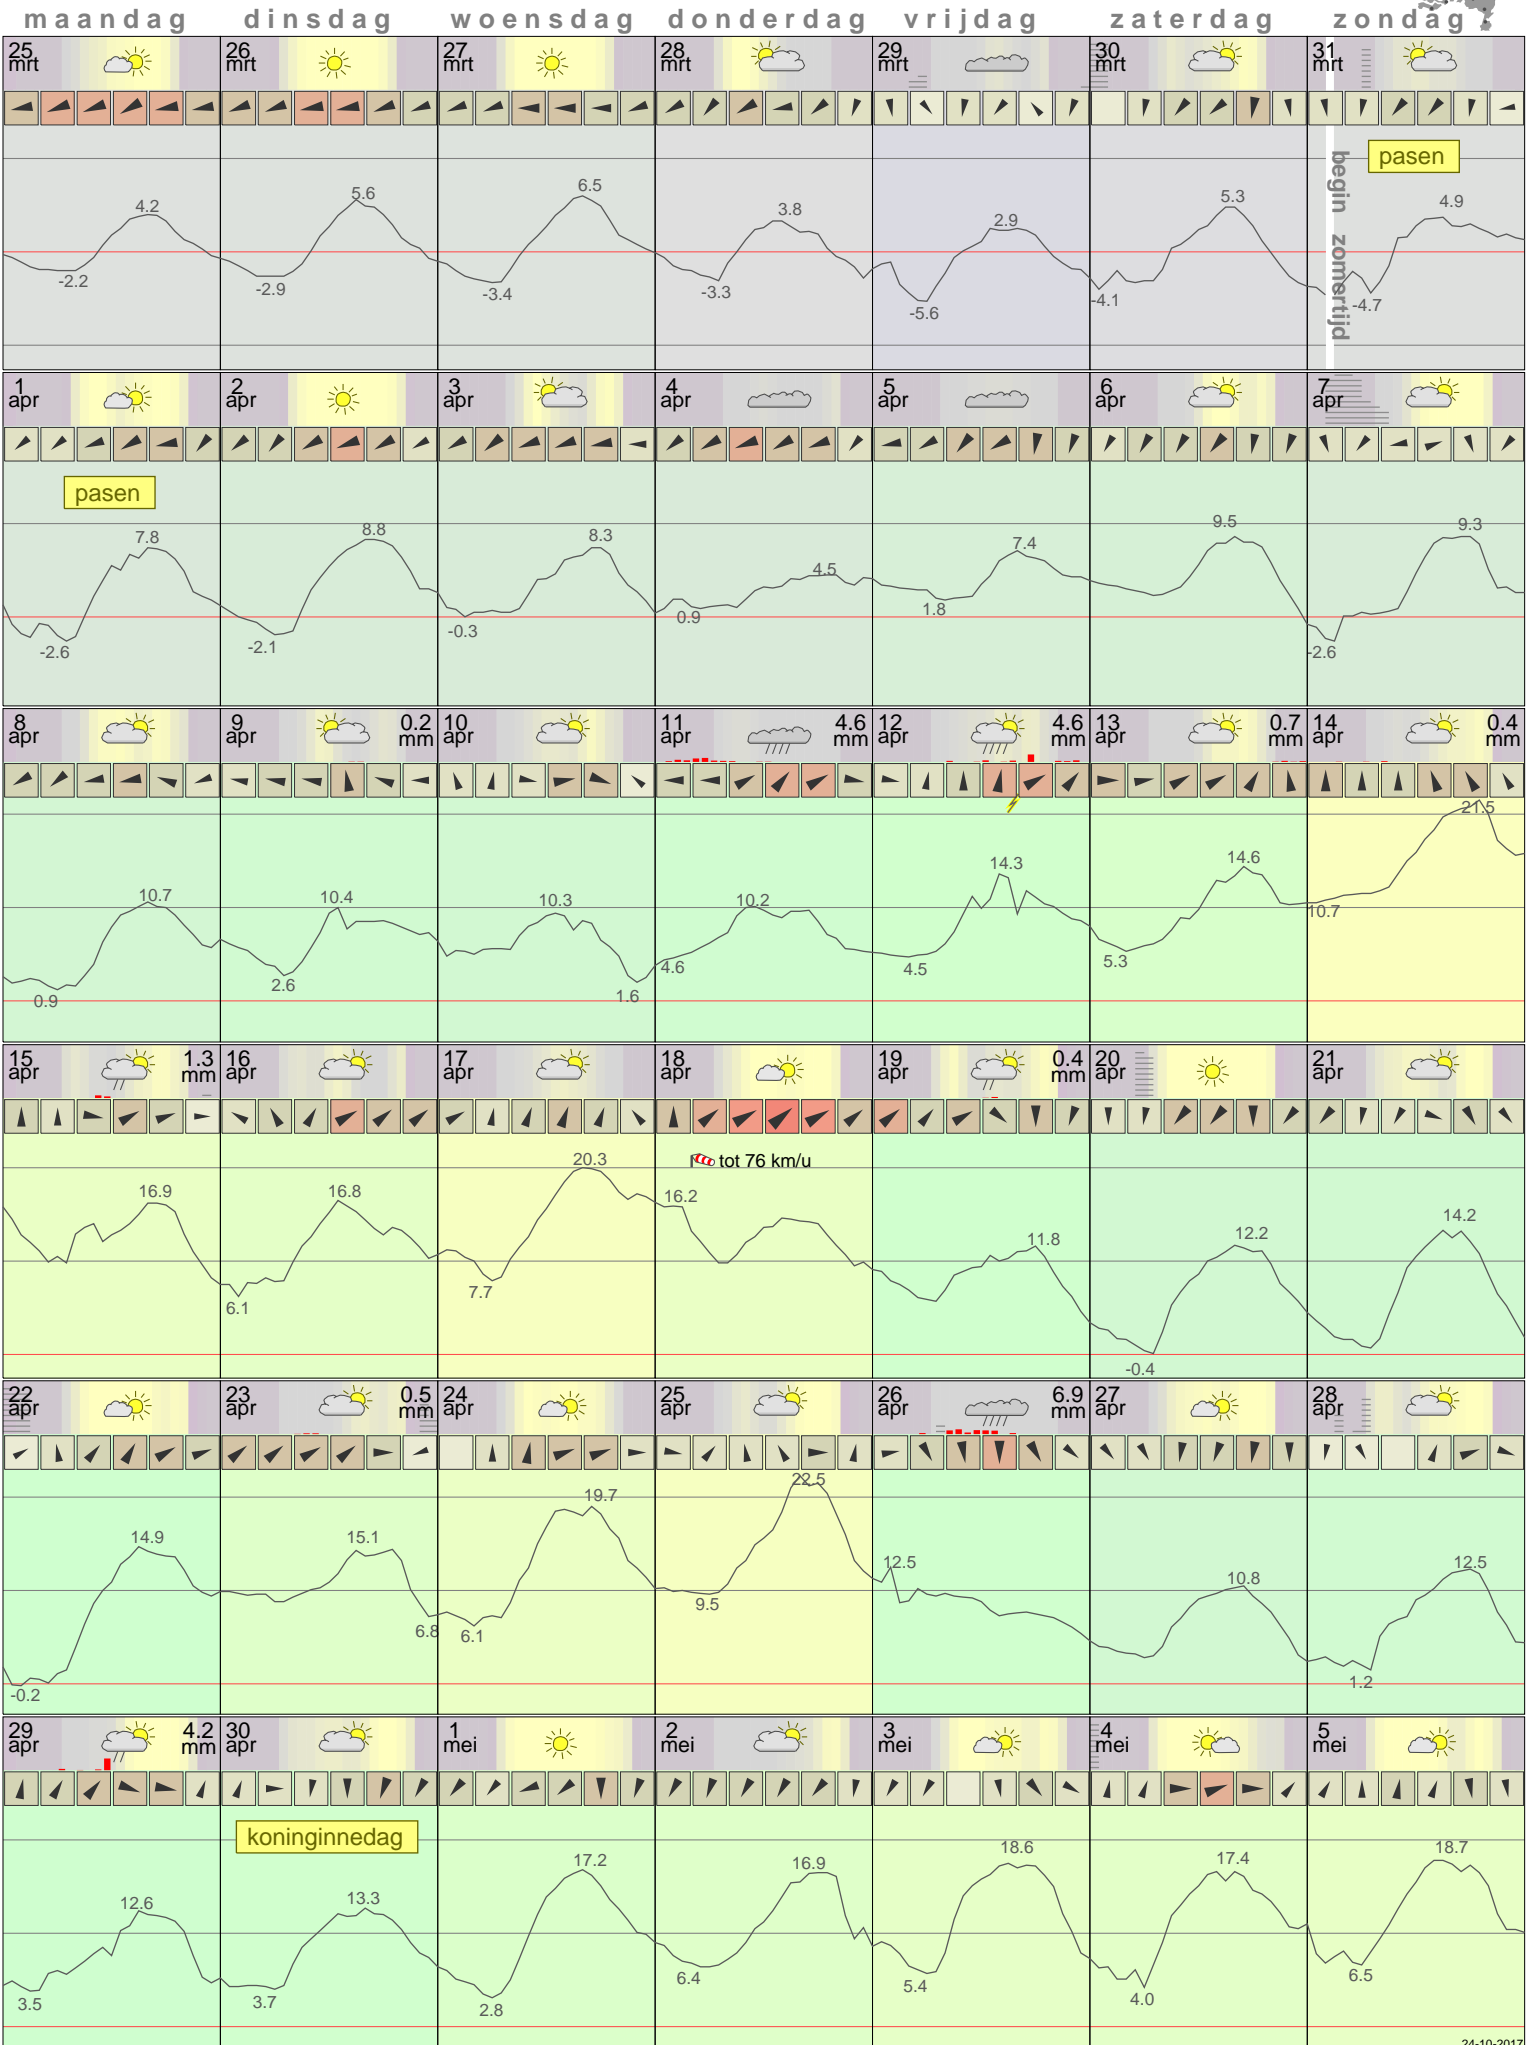 maandag dinsdag woensdag donderdag vrijdag zaterdag zondag
25 26 27 28 29 30 31
mrt mrt mrt mrt mrt mrt mrt
pasen
begin zomertijd
4.2 5.6 6.5 3.8 2.9 5.3 4.9
-2.2 -2.9 -3.4 -3.3 -5.6 -4.1 -4.7
1 2 3 4 5 6 7
apr apr apr apr apr apr apr
pasen
7.8 8.8 8.3 4.5 7.4 9.5 9.3
-2.6 -2.1 -0.3 0.9 1.8 -2.6
8 9 0.2 10 11 4.6 12 4.6 13 0.7 14 0.4
apr apr mm apr apr mm apr mm apr mm apr mm
10.7 10.4 10.3 10.2 14.3 14.6 21.5
0.9 2.6 1.6 4.6 4.5 5.3 10.7
15 1.3 16 17 18 19 0.4 20 21
apr mm apr apr apr apr mm apr apr
tot 76 km/u
16.9 16.8 20.3 16.2 11.8 12.2 14.2
6.1 7.7 -0.4
22 23 0.5 24 25 26 6.9 27 28
apr apr mm apr apr apr mm apr apr
14.9 15.1 19.7 22.5 12.5 10.8 12.5
-0.2 6.8 6.1 9.5 1.2
29 4.2 30 1 2 3 4 5
apr mm apr mei mei mei mei mei
koninginnedag
12.6 13.3 17.2 16.9 18.6 17.4 18.7
3.5 3.7 2.8 6.4 5.4 4.0 6.5
24-10-2017